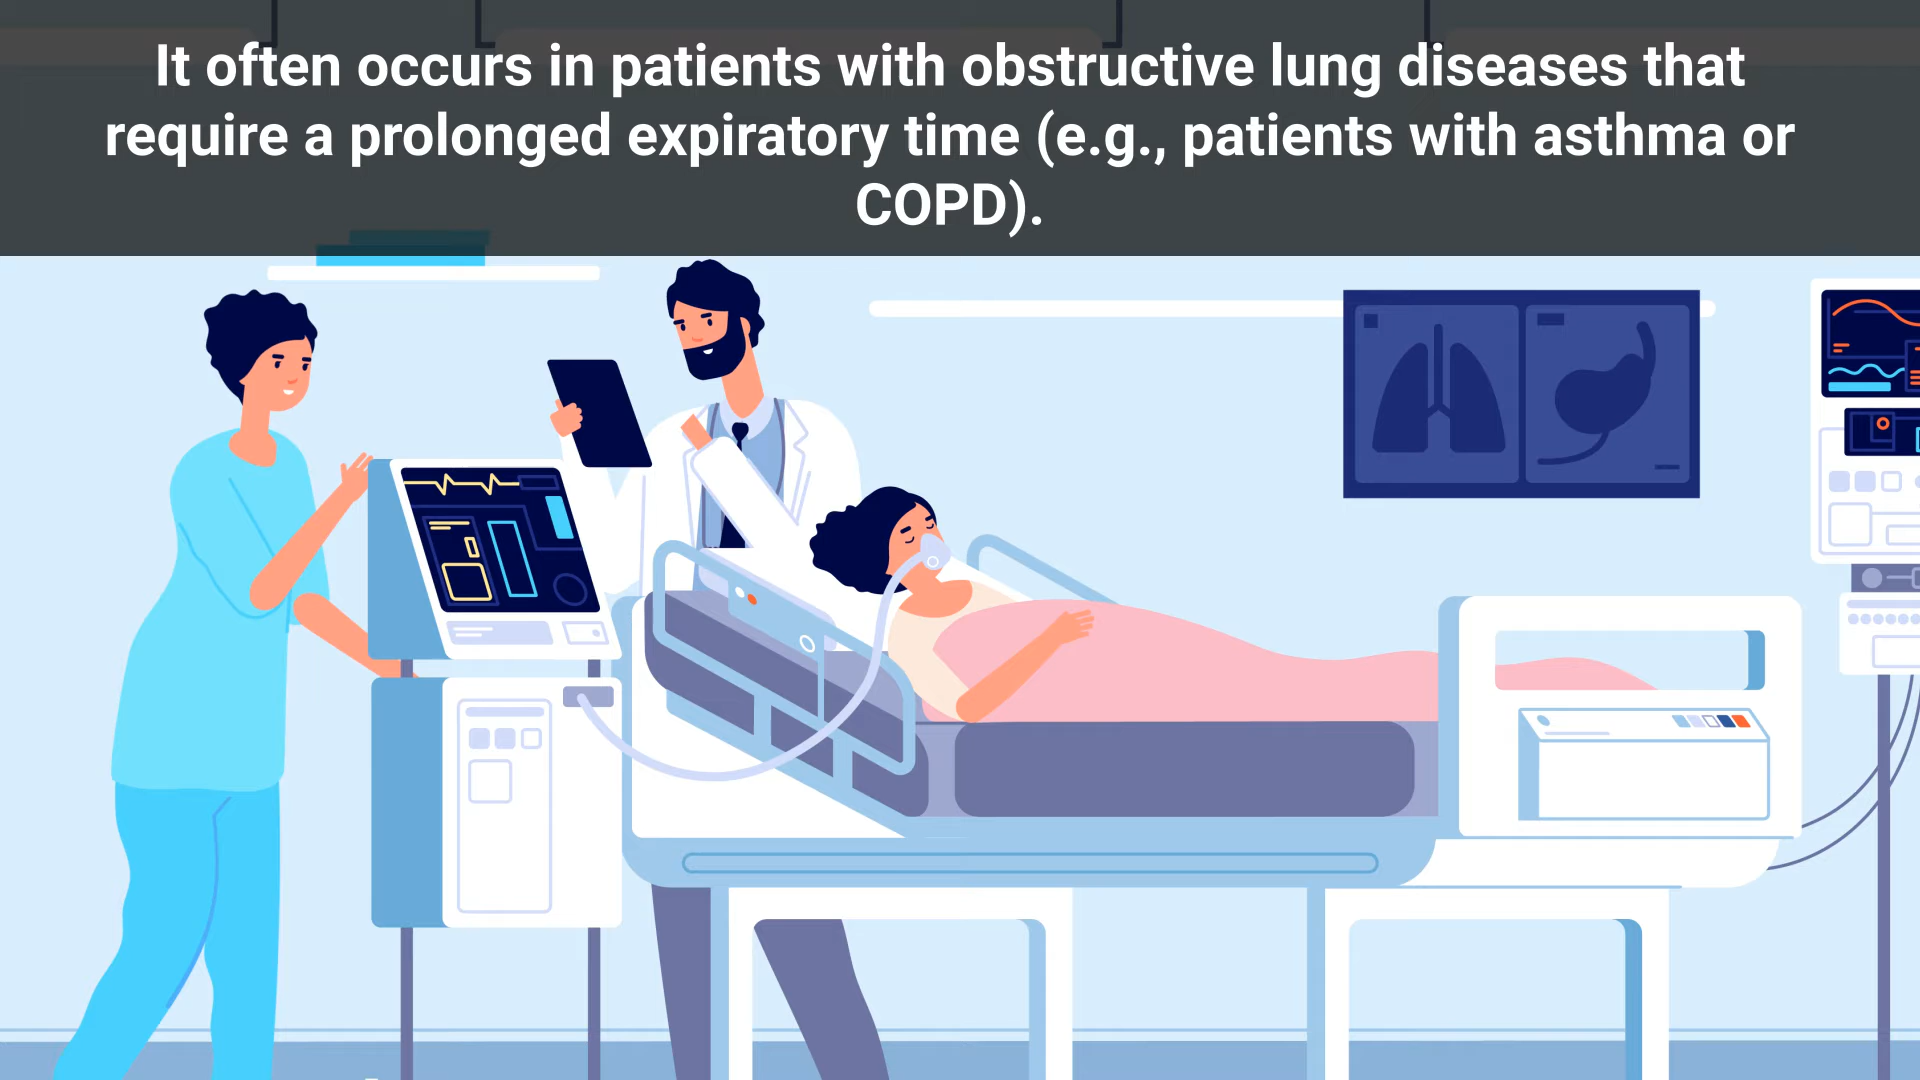 It often occurs in patients with obstructive lung diseases that
require a prolonged expiratory time (e.g., patients with asthma or
COPD).